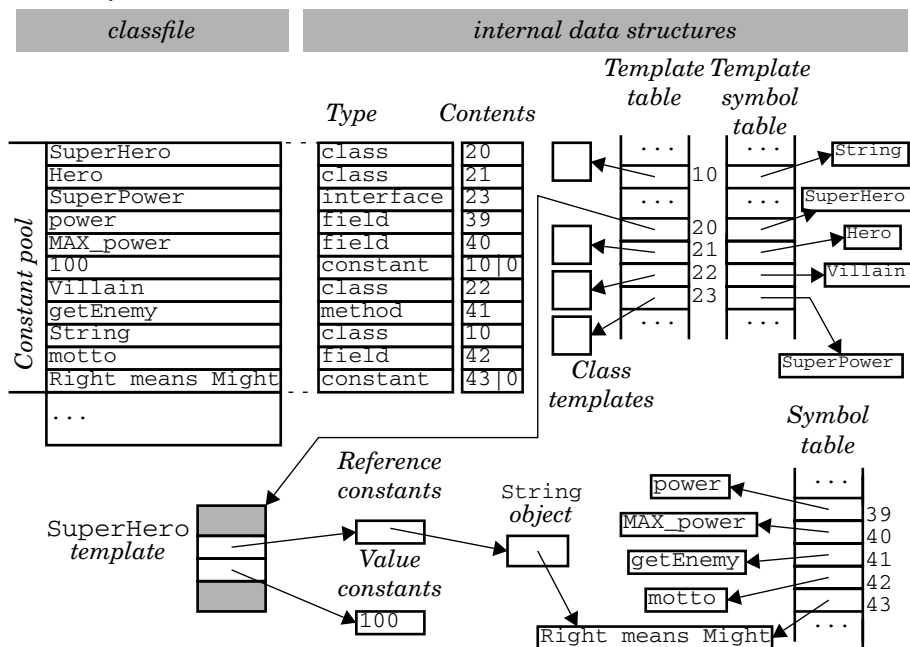 classfile
internal data structures
Template Template
table symbol
table
Type Contents
Constant pool
SuperHero class 20
Hero class 21
SuperPower interface 23
power field 39
MAX_power field 40
100 constant 10|0
Villain class 22
getEnemy method 41
String class 10
motto field 42
Right means Might constant 43|0
...
... ...
10
... ...
20
21
22
23
... ...
String
SuperHero
Hero
Villain
SuperPower
Class
templates
Symbol
table
...
39
40
41
42
43
...
Reference
constants
String
object
SuperHero
template
Value
constants
100
power
MAX_power
getEnemy
motto
Right means Might